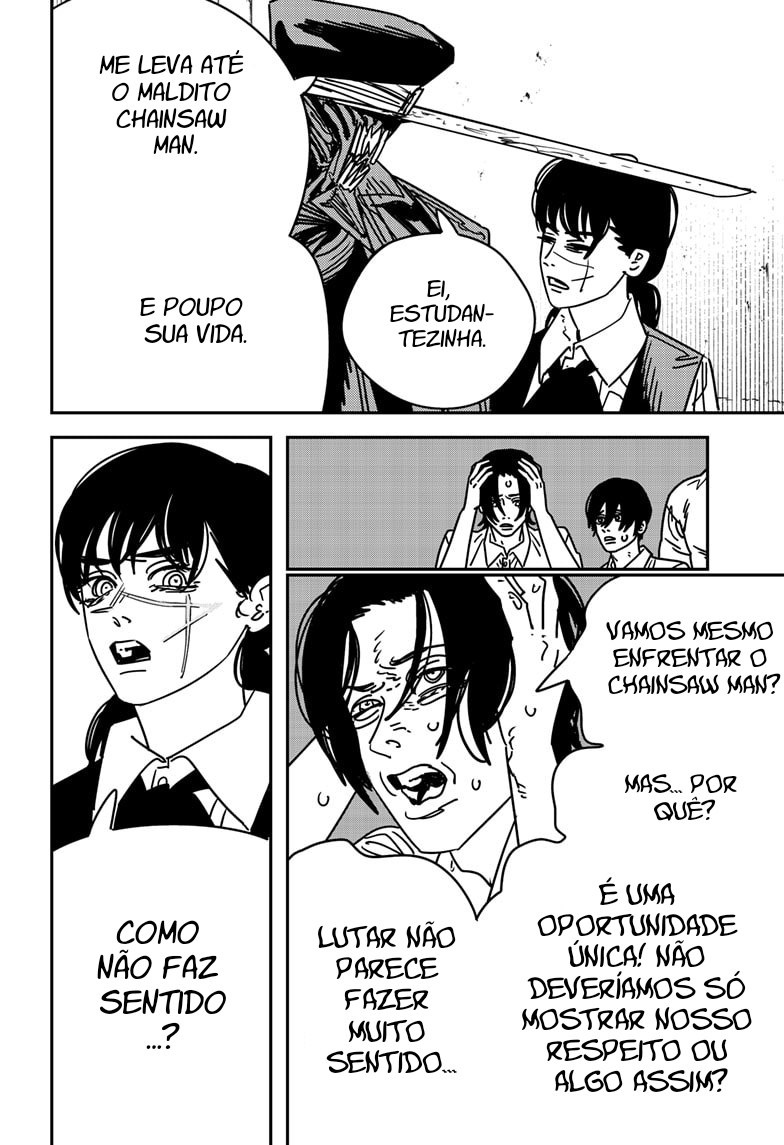 EI,
ESTUDAN-
TEZINHA.
ME LEVA ATÉ
O MALDITO
CHAINSAW
MAN.
E POUPO
SUA VIDA.
VAMOS MESMO
ENFRENTAR O
CHAINSAW MAN?
MAS... POR
QUÊ?
É UMA
OPORTUNIDADE
ÚNICA! NÃO
DEVERÍAMOS SÓ
MOSTRAR NOSSO
RESPEITO OU
ALGO ASSIM?
LUTAR NÃO
PARECE
FAZER
MUITO
SENTIDO...
COMO
NÃO FAZ
SENTIDO
...?